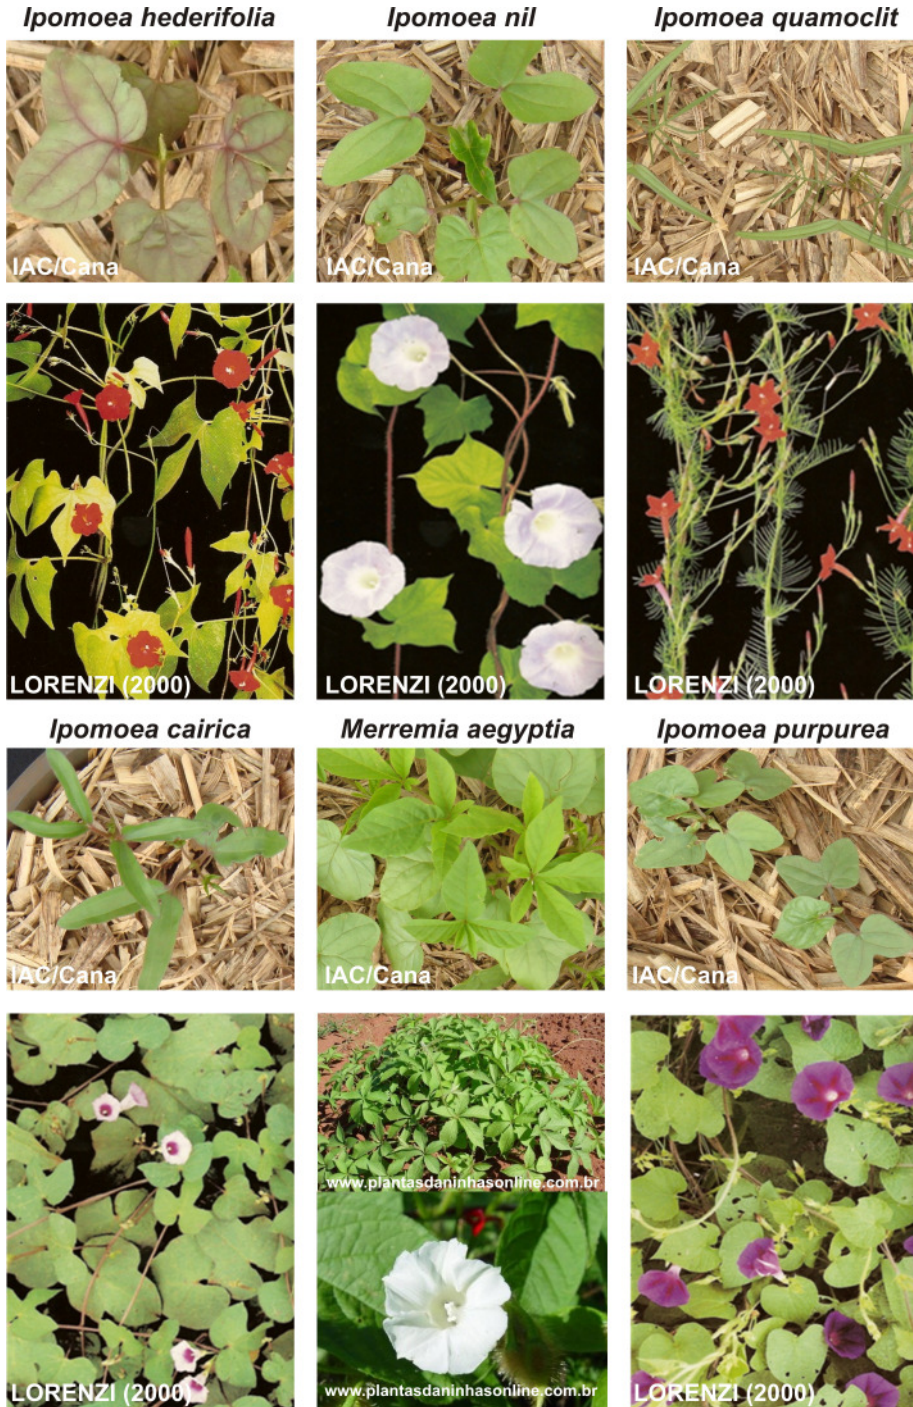 Ipomoea hederifolia
Ipomoea nil
Ipomoea quamoclit
IAC/Cana
IAC/Cana
IAC/Cana
LORENZI (2000)
LORENZI (2000)
LORENZI (2000)
Ipomoea cairica
Merremia aegyptia
Ipomoea purpurea
IAC/Cana
IAC/Cana
IAC/Cana
www.plantasdaninhasonline.com.br
LORENZI (2000)
www.plantasdaninhasonline.com.br
LORENZI (2000)